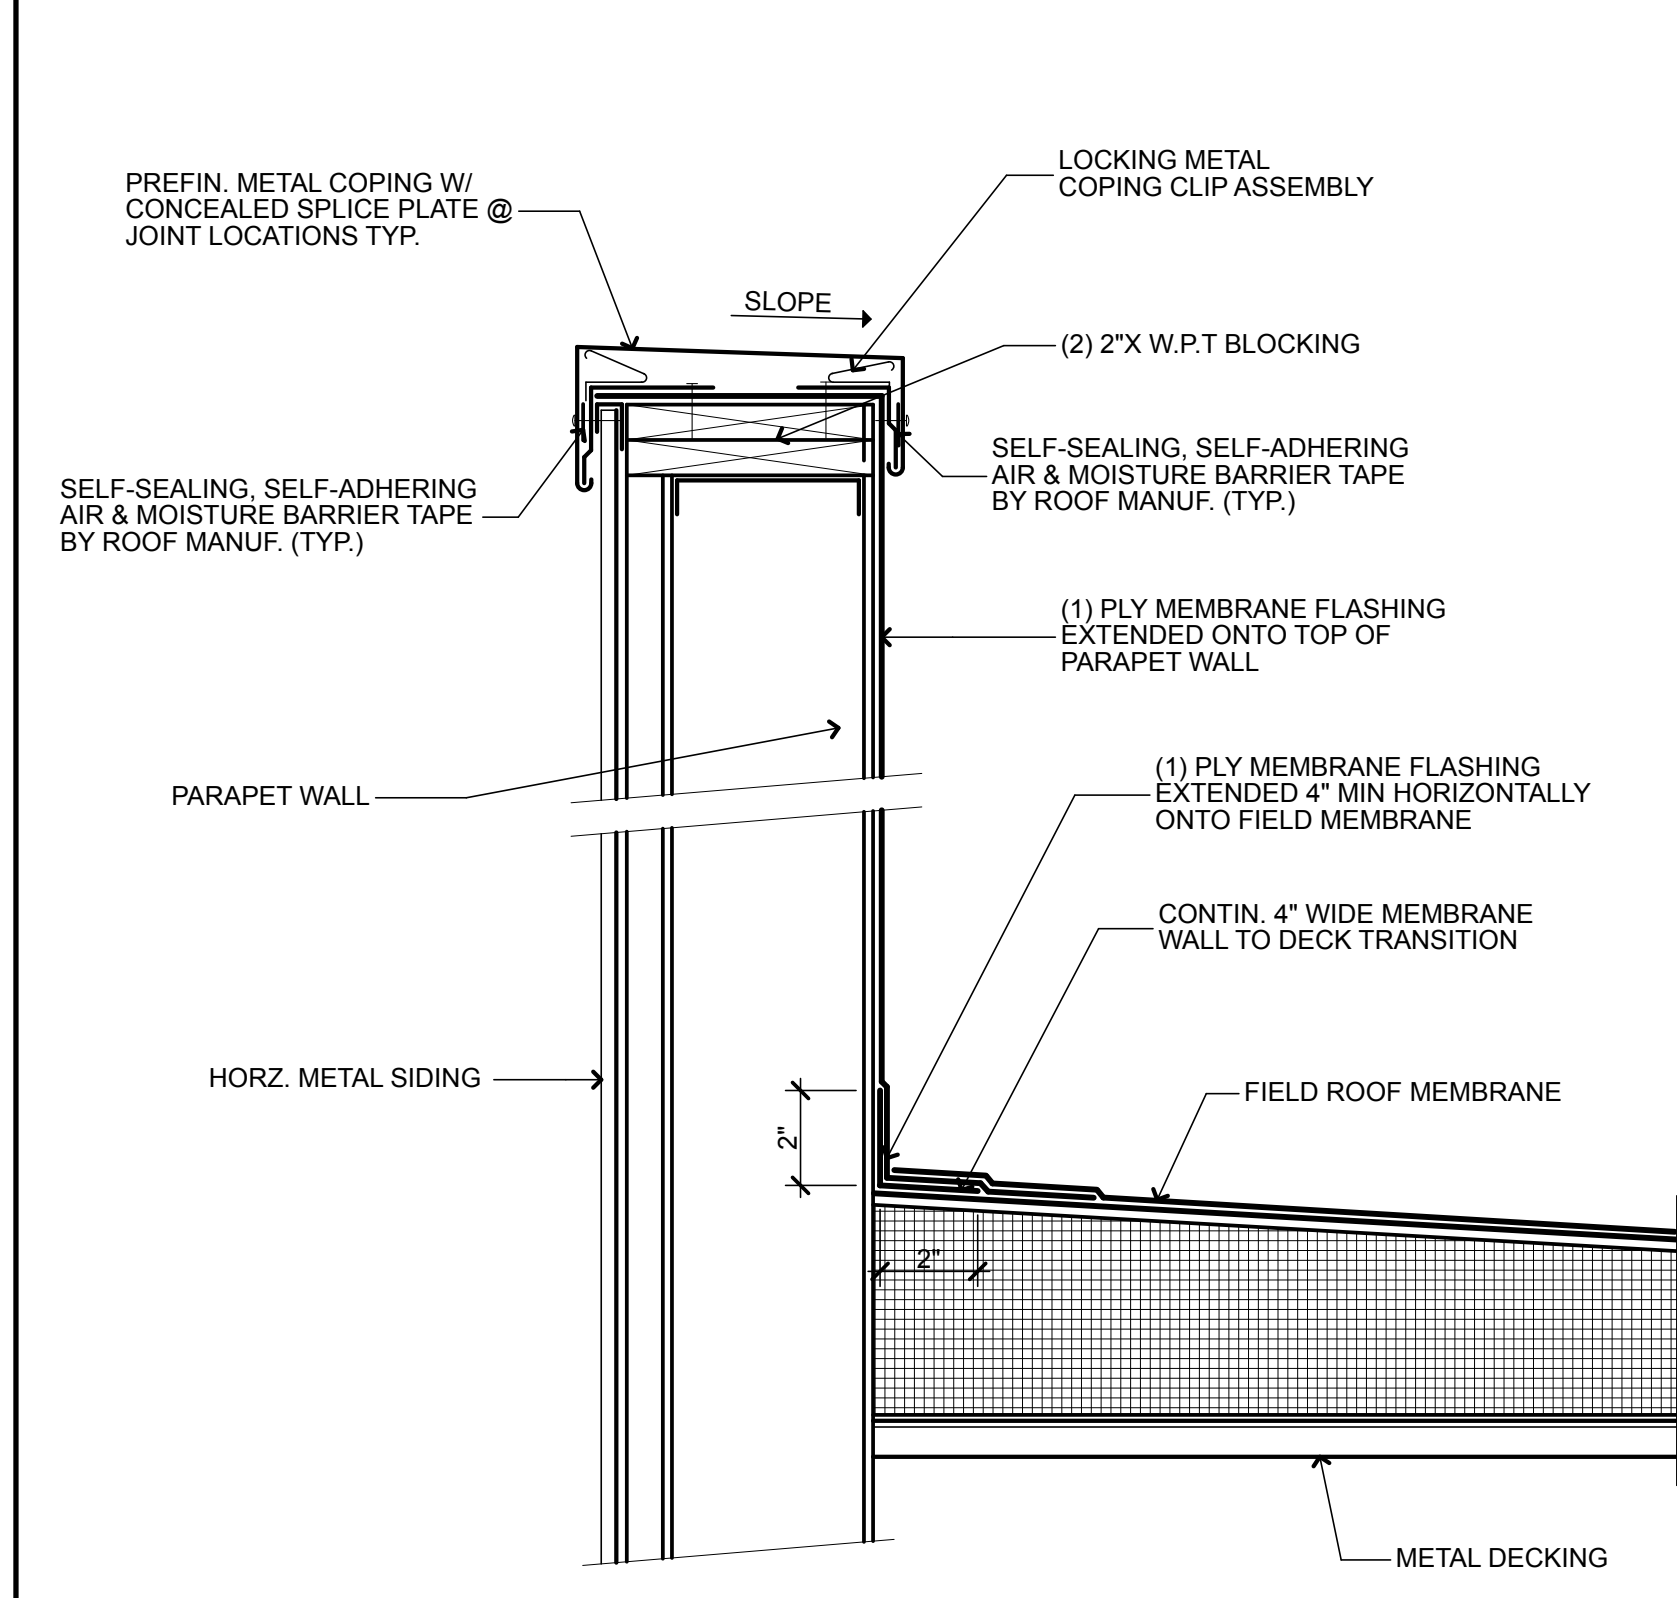 PREFIN. METAL COPING W/
CONCEALED SPLICE PLATE @
JOINT LOCATIONS TYP.
LOCKING METAL
COPING CLIP ASSEMBLY
SLOPE
(2) 2"X W.P.T BLOCKING
SELF-SEALING, SELF-ADHERING
AIR & MOISTURE BARRIER TAPE
BY ROOF MANUF. (TYP.)
SELF-SEALING, SELF-ADHERING
AIR & MOISTURE BARRIER TAPE
BY ROOF MANUF. (TYP.)
(1) PLY MEMBRANE FLASHING
EXTENDED ONTO TOP OF
PARAPET WALL
PARAPET WALL
(1) PLY MEMBRANE FLASHING
EXTENDED 4" MIN HORIZONTALLY
ONTO FIELD MEMBRANE
CONTIN. 4" WIDE MEMBRANE
WALL TO DECK TRANSITION
HORZ. METAL SIDING
FIELD ROOF MEMBRANE
2"
2"
METAL DECKING